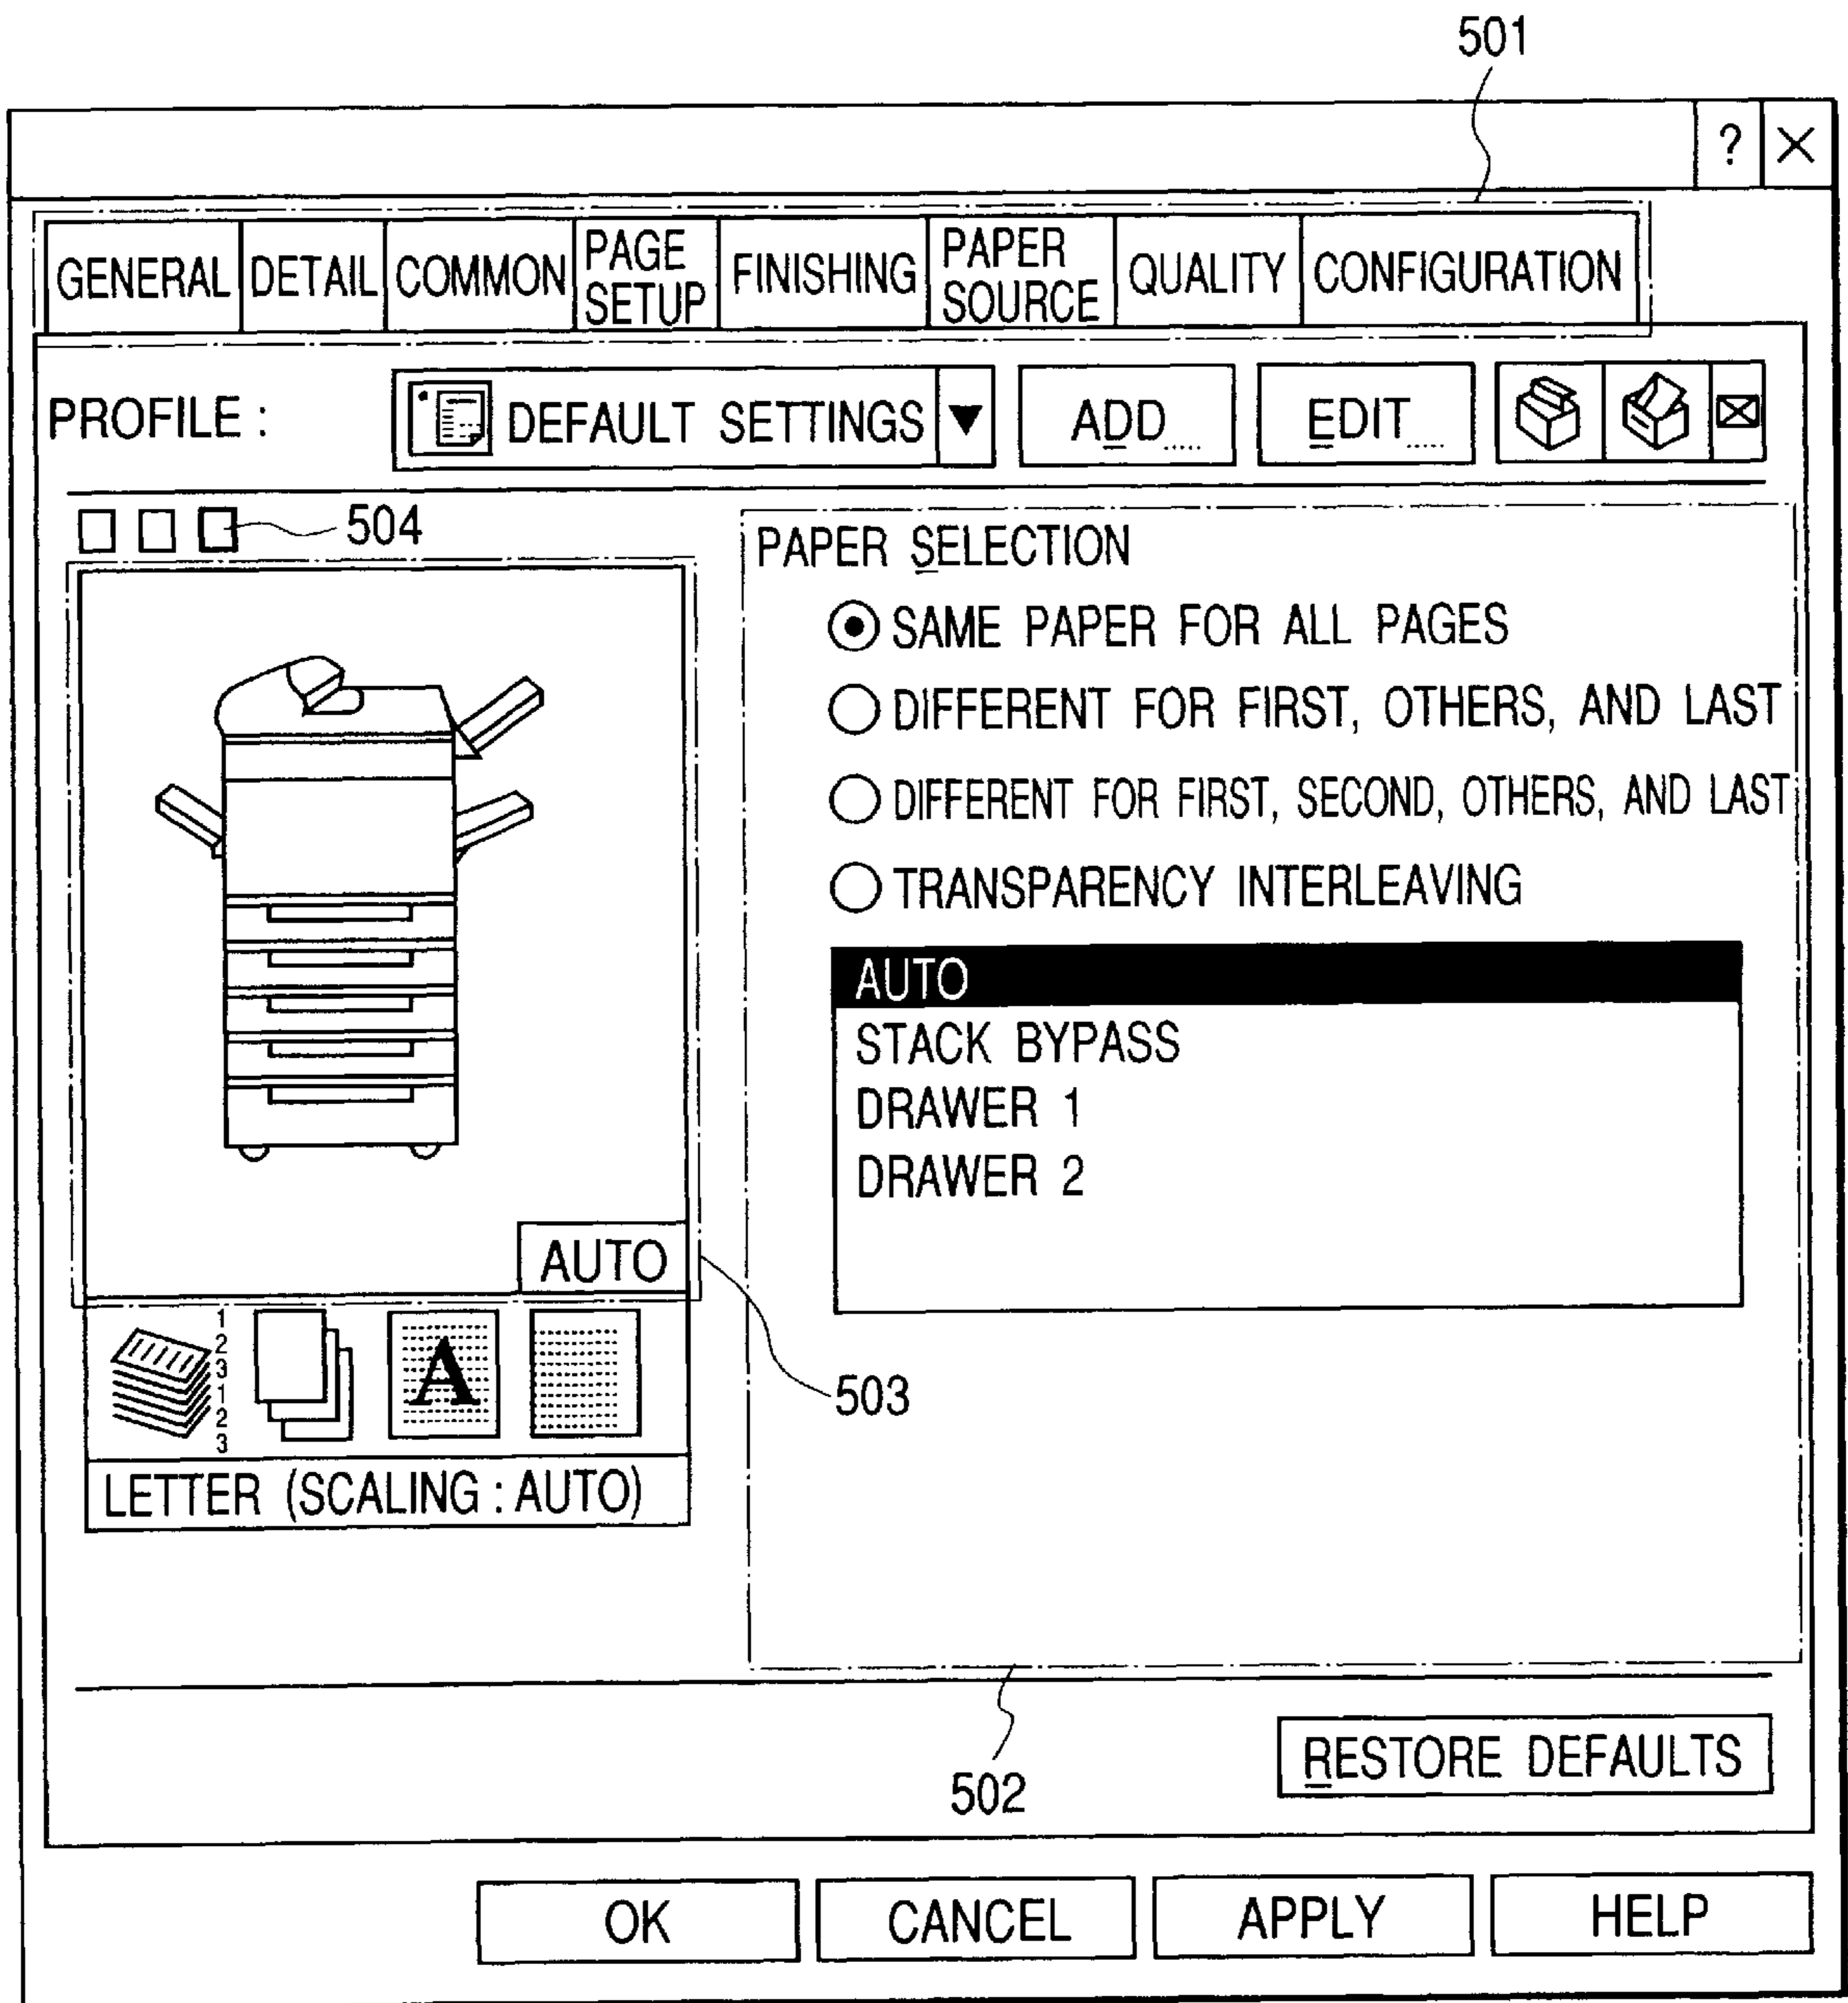 501
? ×
GENERAL DETAIL COMMON PAGE SETUP FINISHING PAPER SOURCE QUALITY CONFIGURATION
PROFILE : DEFAULT SETTINGS ▼ ADD.... EDIT....
504
PAPER SELECTION
SAME PAPER FOR ALL PAGES
DIFFERENT FOR FIRST, OTHERS, AND LAST
DIFFERENT FOR FIRST, SECOND, OTHERS, AND LAST
TRANSPARENCY INTERLEAVING
AUTO
STACK BYPASS
DRAWER 1
DRAWER 2
AUTO
503
1
2
3
1
2
3
A
LETTER (SCALING : AUTO)
502
RESTORE DEFAULTS
OK CANCEL APPLY HELP